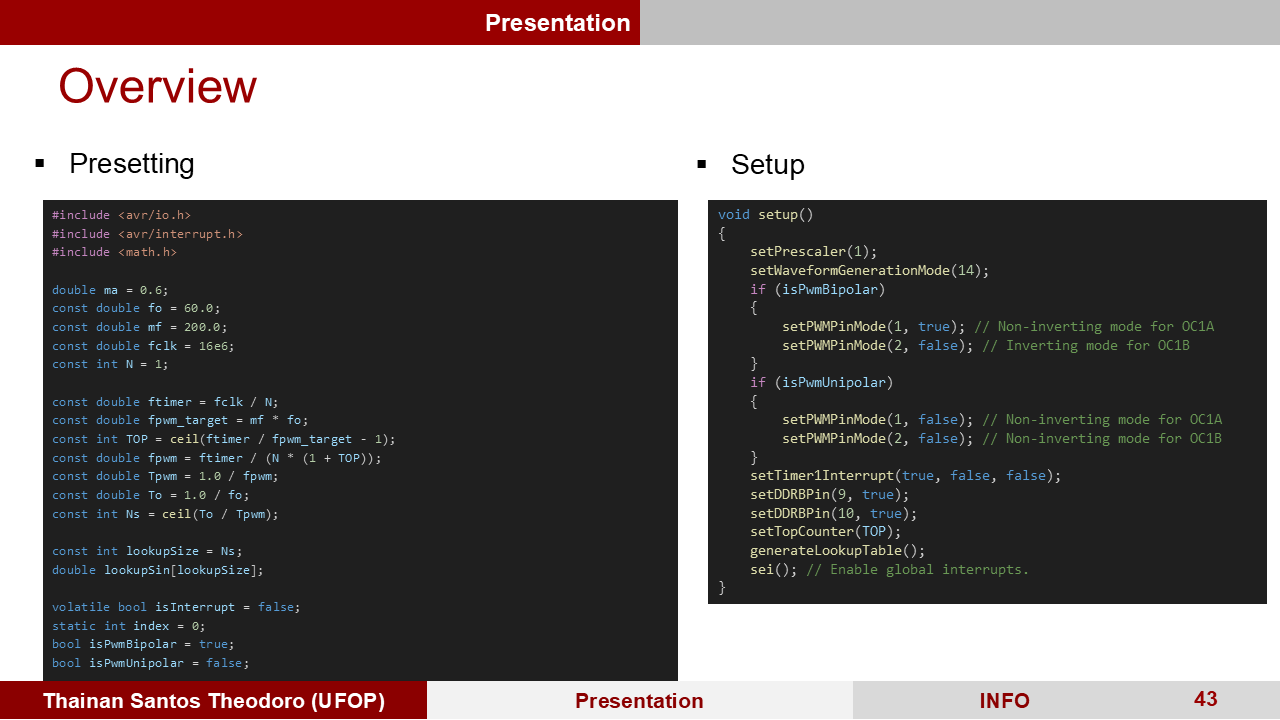 Presentation
Overview
▪ Presetting
#include <avr/io.h>
#include <avr/interrupt.h>
#include <math.h>
double ma = 0.6;
const double fo = 60.0;
const double mf = 200.0;
const double fclk = 16e6;
const int N = 1;
const double ftimer = fclk / N;
const double fpwm_target = mf * fo;
const int TOP = ceil(ftimer / fpwm_target - 1);
const double fpwm = ftimer / (N * (1 + TOP));
const double Tpwm = 1.0 / fpwm;
const double To = 1.0 / fo;
const int Ns = ceil(To / Tpwm);
const int lookupSize = Ns;
double lookupSin[lookupSize];
volatile bool isInterrupt = false;
static int index = 0;
bool isPwmBipolar = true;
bool isPwmUnipolar = false;
▪ Setup
void setup()
{
    setPrescaler(1);
    setWaveformGenerationMode(14);
    if (isPwmBipolar)
    {
        setPWMPinMode(1, true); // Non-inverting mode for OC1A
        setPWMPinMode(2, false); // Inverting mode for OC1B
    }
    if (isPwmUnipolar)
    {
        setPWMPinMode(1, false); // Non-inverting mode for OC1A
        setPWMPinMode(2, false); // Non-inverting mode for OC1B
    }
    setTimer1Interrupt(true, false, false);
    setDDRBPin(9, true);
    setDDRBPin(10, true);
    setTopCounter(TOP);
    generateLookupTable();
    sei(); // Enable global interrupts.
}
Thainan Santos Theodoro (UFOP)
Presentation
INFO
43